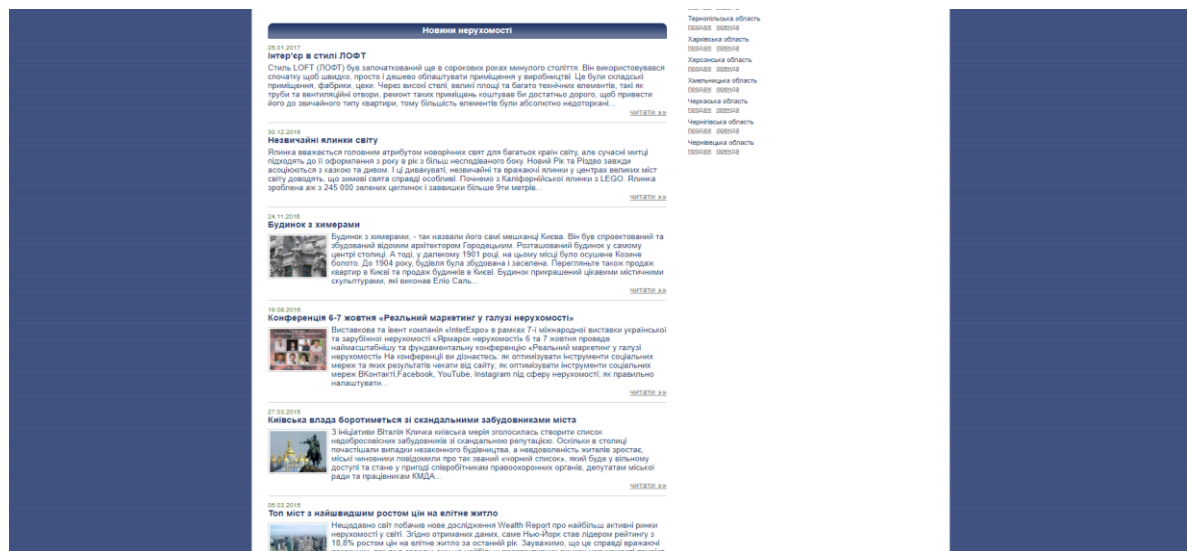 Новини нерухомості
28.01.2017
Інтер'єр в стилі ЛОФТ
Стиль LOFT (ЛОФТ) був започаткований ще в сорокових роках минулого століття. Він використовувався
спочатку щоб швидко, просто і дешево облаштувати приміщення у виробництві. Це були складські
приміщення, фабрики, цехи. Через високі стелі, великі площі та багато технічних елементів, такі як
труби та вентиляційні отвори, ремонт таких приміщень коштував би достатньо дорого, щоб привести
його до звичайного типу квартири, тому більшість елементів були абсолютно недоторкані...
читати »»
30.12.2016
Незвичайні ялинки світу
Ялинка вважається головним атрибутом новорічних свят для багатьох країн світу, але сучасні митці
підходять до її оформлення з року в рік з більш несподіваного боку. Новий Рік та Різдво завжди
асоціюються з казкою та дивом. І ці дивакуваті, незвичайні та вражаючі ялинки у центрах великих міст
світу доводять, що зимові свята справді особливі. Почнемо з Каліфорнійської ялинки з LEGO. Ялинка
зроблена аж з 245 000 зелених цеглинок і заввишки більше 9ти метрів...
читати »»
24.11.2016
Будинок з химерами
Будинок з химерами, - так назвали його самі мешканці Києва. Він був спроектований та
збудований відомим архітектором Городецьким. Розташований будинок у самому
центрі столиці. А тоді, у далекому 1901 році, на цьому місці було осушене Козине
болото. До 1904 року, будівля була збудована і заселена. Перегляньте також продаж
квартир в Києві та продаж будинків в Києві. Будинок прикрашений цікавими містичними
скульптурами, які виконав Еліо Саль...
читати »»
19.09.2016
Конференція 6-7 жовтня «Реальний маркетинг у галузі нерухомості»
Виставкова та івент компанія «InterExpo» в рамках 7-ї міжнародної виставки української
та зарубіжної нерухомості «Ярмарок нерухомості» 6 та 7 жовтня проведе
наймасштабнішу та фундаментальну конференцію «Реальний маркетинг у галузі
нерухомості» На конференції ви дізнаєтесь: як оптимізувати інструменти соціальних
мереж та яких результатів чекати від сайту; як оптимізувати інструменти соціальних
мереж ВКонтакті,Facebook, YouTube, Instagram під сферу нерухомості; як правильно
налаштувати...
читати »»
27.03.2015
Київська влада боротиметься зі скандальними забудовниками міста
З ініціативи Віталія Кличка київська мерія зголосилась створити список
недобросовісних забудовників зі скандальною репутацією. Оскільки в столиці
почастішали випадки незаконного будівництва, а невдоволеність жителів зростає,
міські чиновники повідомили про так званий «чорний список», який буде у вільному
доступі та стане у пригоді співробітникам правоохоронних органів, депутатам міської
ради та працівникам КМДА...
читати »»
05.03.2015
Топ міст з найшвидшим ростом цін на елітне житло
Нещодавно світ побачив нове дослідження Wealth Report про найбільш активні ринки
нерухомості у світі. Згідно отриманих даних, саме Нью-Йорк став лідером рейтингу з
18,8% ростом цін на елітне житло за останній рік. Зауважимо, що це справді вражаючі
Тернопільська область
продаж оренда
Харківська область
продаж оренда
Херсонська область
продаж оренда
Хмельницька область
продаж оренда
Черкаська область
продаж оренда
Чернігівська область
продаж оренда
Чернівецька область
продаж оренда